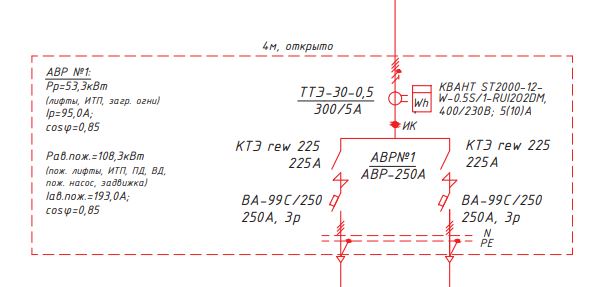 4м, открыто
АВР №1:
Рр=53,3кВт
(лифты, ИТП, загр. огни)
Iр=95,0А;
cosφ=0,85
Рав.пож.=108,3кВт
(пож. лифты, ИТП, ПД, ВД,
пож. насос, задвижка)
Iав.пож.=193,0А;
cosφ=0,85
ТТЭ-30-0,5
300/5А
Wh
КВАНТ ST2000-12-
W-0.5S/1-RUI2O2DM,
400/230В; 5(10)А
ИК
КТЭ rew 225
225А
АВР№1
АВР-250А
КТЭ rew 225
225А
ВА-99С/250
250А, 3р
ВА-99С/250
250А, 3р
N
PE